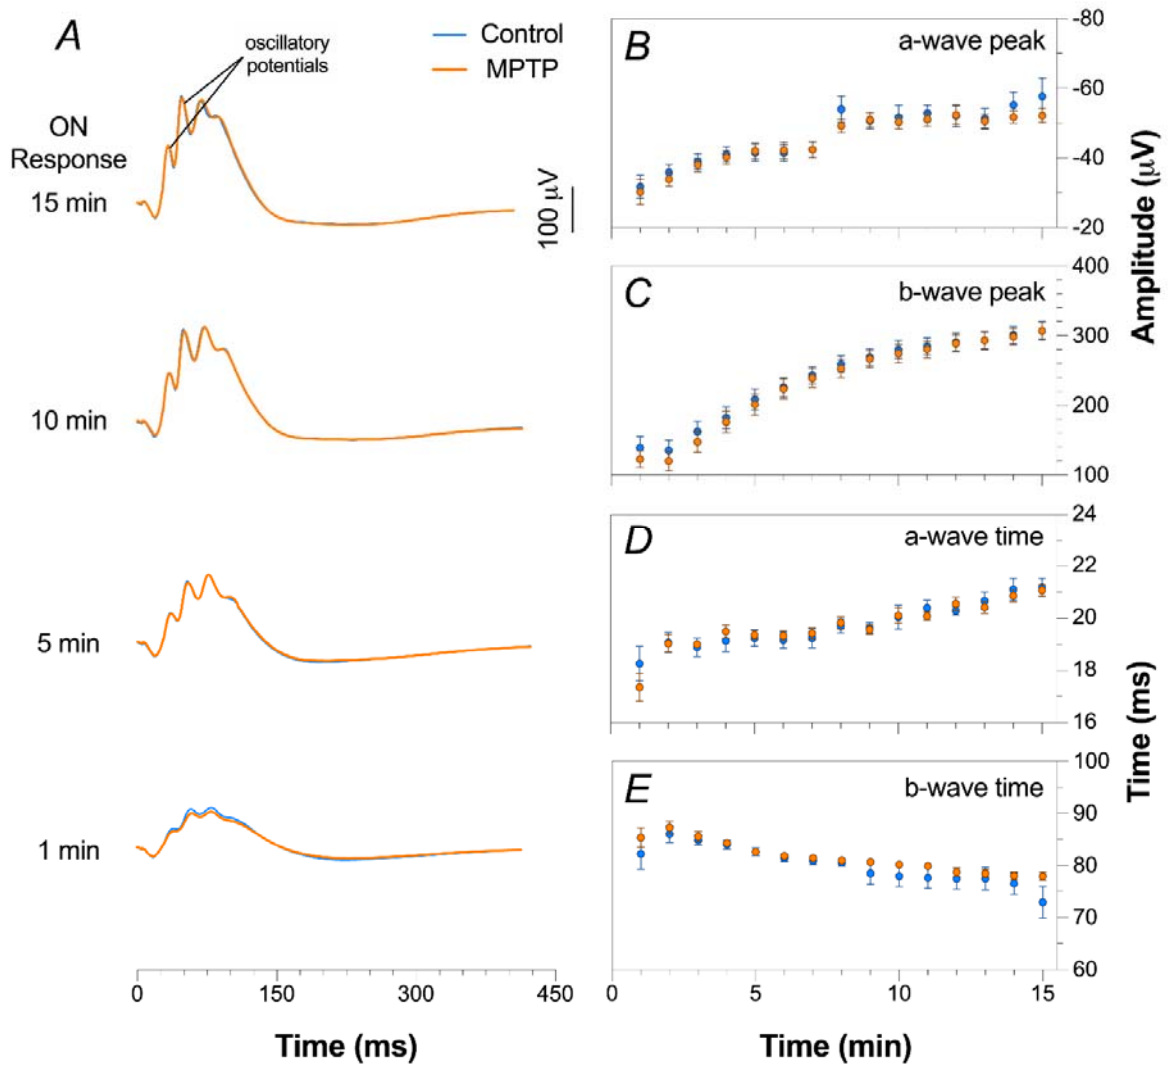 A
oscillatory
potentials
Control
MPTP
ON
Response
15 min
100 μV
10 min
5 min
1 min
0
150
300
450
Time (ms)
B
a-wave peak
-80
-60
-40
-20
C
b-wave peak
400
300
200
100
Amplitude (μV)
D
a-wave time
24
22
20
18
16
E
b-wave time
100
90
80
70
60
Time (ms)
0
5
10
15
Time (min)